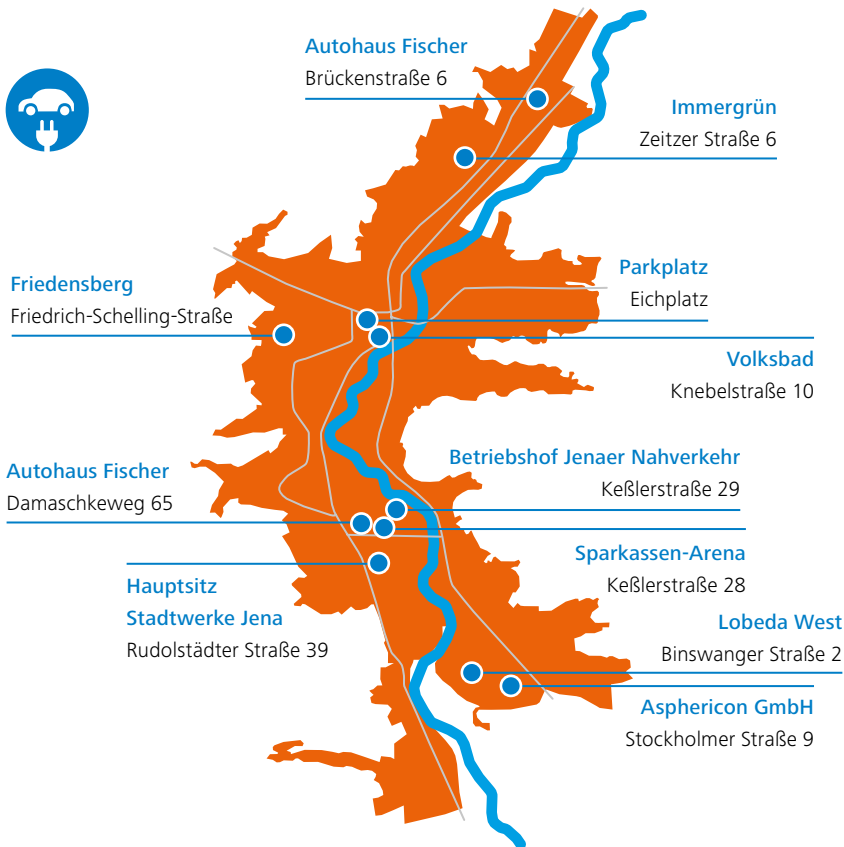 Autohaus Fischer
Brückenstraße 6
Immergrün
Zeitzer Straße 6
Parkplatz
Eichplatz
Friedensberg
Friedrich-Schelling-Straße
Volksbad
Knebelstraße 10
Betriebshof Jenaer Nahverkehr
Keßlerstraße 29
Autohaus Fischer
Damaschkeweg 65
Sparkassen-Arena
Keßlerstraße 28
Hauptsitz
Stadtwerke Jena
Rudolstädter Straße 39
Lobeda West
Binswanger Straße 2
Asphericon GmbH
Stockholmer Straße 9